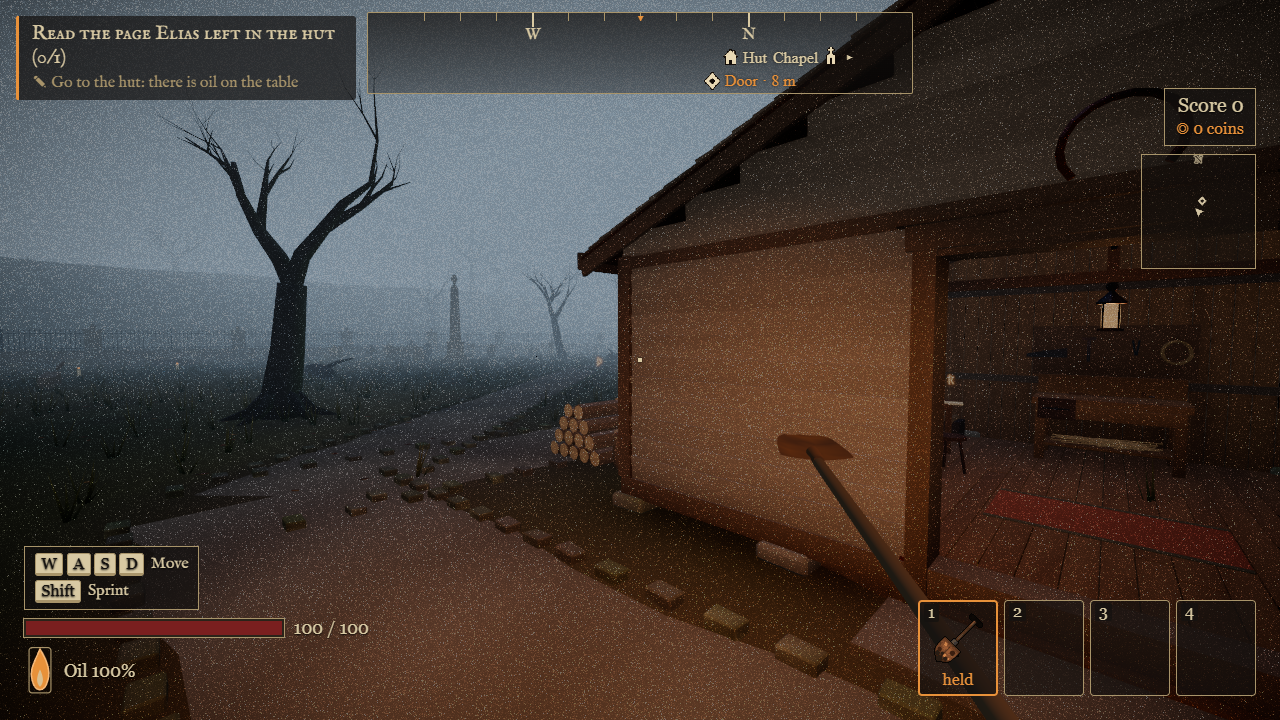 Read the page Elias left in the hut
(0/1)
✎ Go to the hut: there is oil on the table
W
N
Hut Chapel
Door · 8 m
Score 0
0 coins
N
W A S D Move
Shift Sprint
100 / 100
Oil 100%
1
held
2
3
4